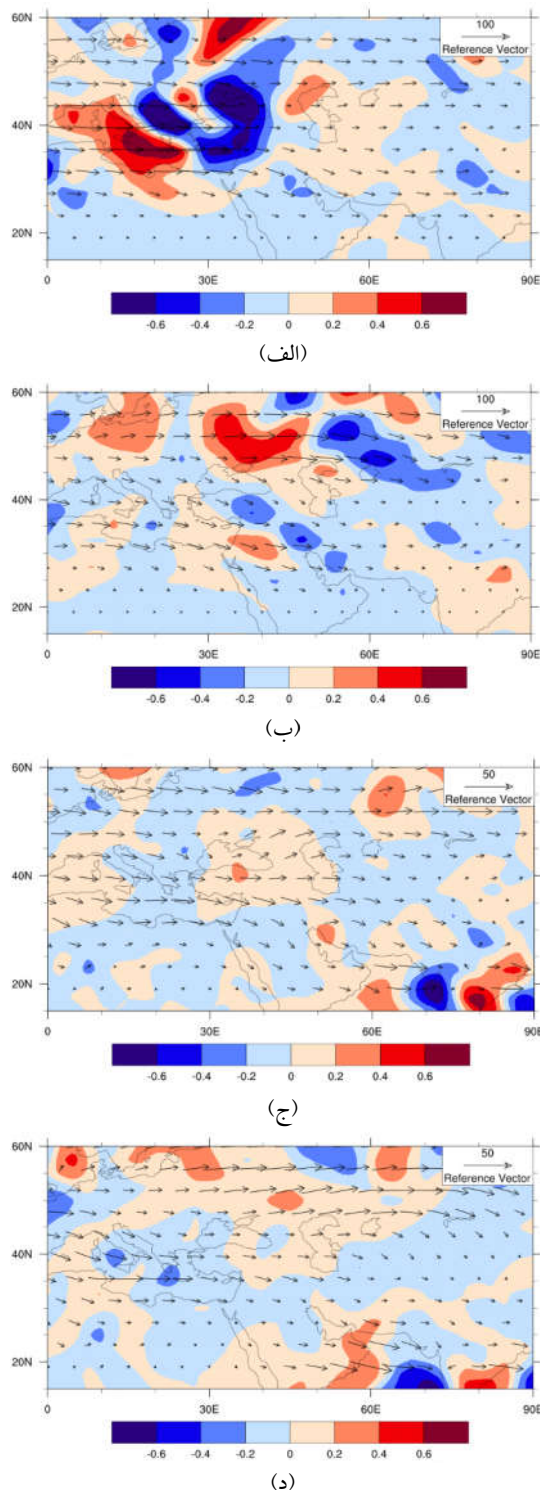 60N
100
Reference Vector
40N
20N
0
30E
60E
90E
-0.6
-0.4
-0.2
0
0.2
0.4
0.6
(الف)
60N
100
Reference Vector
40N
20N
0
30E
60E
90E
-0.6
-0.4
-0.2
0
0.2
0.4
0.6
(ب)
60N
50
Reference Vector
40N
20N
0
30E
60E
90E
-0.6
-0.4
-0.2
0
0.2
0.4
0.6
(ج)
60N
50
Reference Vector
40N
20N
0
30E
60E
90E
-0.6
-0.4
-0.2
0
0.2
0.4
0.6
(د)